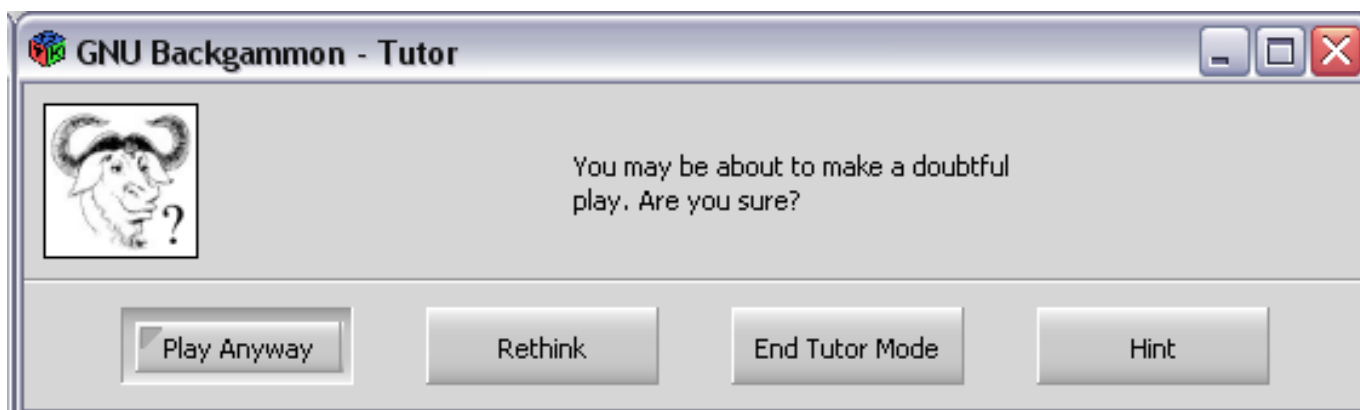 GNU Backgammon - Tutor
?
You may be about to make a doubtful
play. Are you sure?
Play Anyway
Rethink
End Tutor Mode
Hint